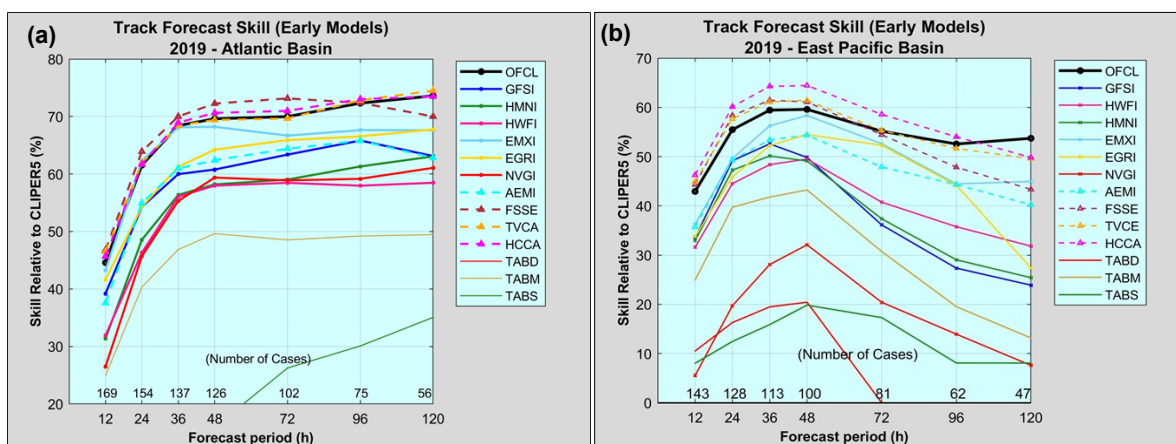 (a)
Track Forecast Skill (Early Models)
2019 - Atlantic Basin
Skill Relative to CLIPER5 (%)
80
70
60
50
40
30
20
(Number of Cases)
169 154 137 126 102 75 56
12 24 36 48 72 96 120
Forecast period (h)
OFCL
GFSI
HMNI
HWFI
EMXI
EGRI
NVGI
AEMI
FSSE
TVCA
HCCA
TABD
TABM
TABS
(b)
Track Forecast Skill (Early Models)
2019 - East Pacific Basin
Skill Relative to CLIPER5 (%)
70
60
50
40
30
20
10
0
(Number of Cases)
143 128 113 100 81 62 47
12 24 36 48 72 96 120
Forecast period (h)
OFCL
GFSI
HWFI
HMNI
EMXI
EGRI
NVGI
AEMI
FSSE
TVCE
HCCA
TABD
TABM
TABS